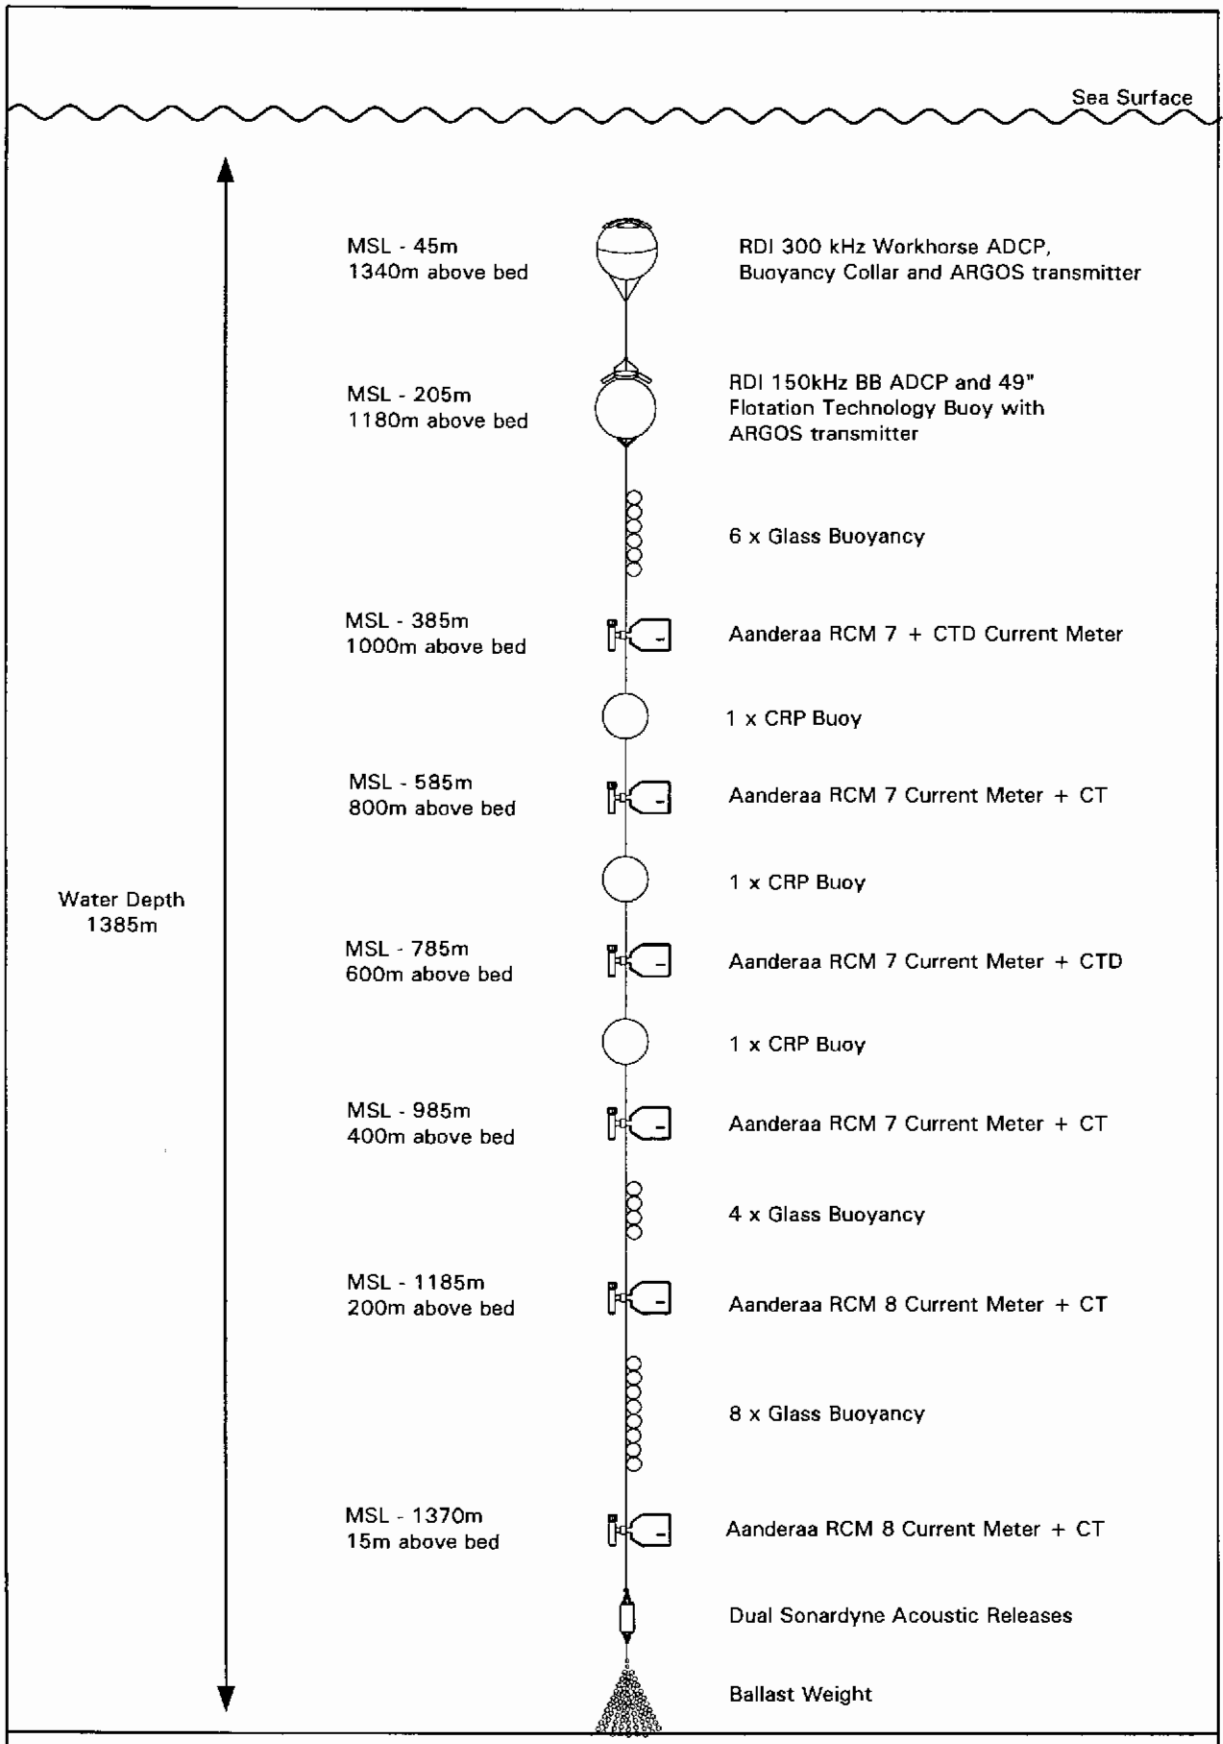 Sea Surface
MSL - 45m
1340m above bed
RDI 300 kHz Workhorse ADCP,
Buoyancy Collar and ARGOS transmitter
MSL - 205m
1180m above bed
RDI 150kHz BB ADCP and 49"
Flotation Technology Buoy with
ARGOS transmitter
6 x Glass Buoyancy
MSL - 385m
1000m above bed
Aanderaa RCM 7 + CTD Current Meter
1 x CRP Buoy
MSL - 585m
800m above bed
Aanderaa RCM 7 Current Meter + CT
1 x CRP Buoy
Water Depth
1385m
MSL - 785m
600m above bed
Aanderaa RCM 7 Current Meter + CTD
1 x CRP Buoy
MSL - 985m
400m above bed
Aanderaa RCM 7 Current Meter + CT
4 x Glass Buoyancy
MSL - 1185m
200m above bed
Aanderaa RCM 8 Current Meter + CT
8 x Glass Buoyancy
MSL - 1370m
15m above bed
Aanderaa RCM 8 Current Meter + CT
Dual Sonardyne Acoustic Releases
Ballast Weight